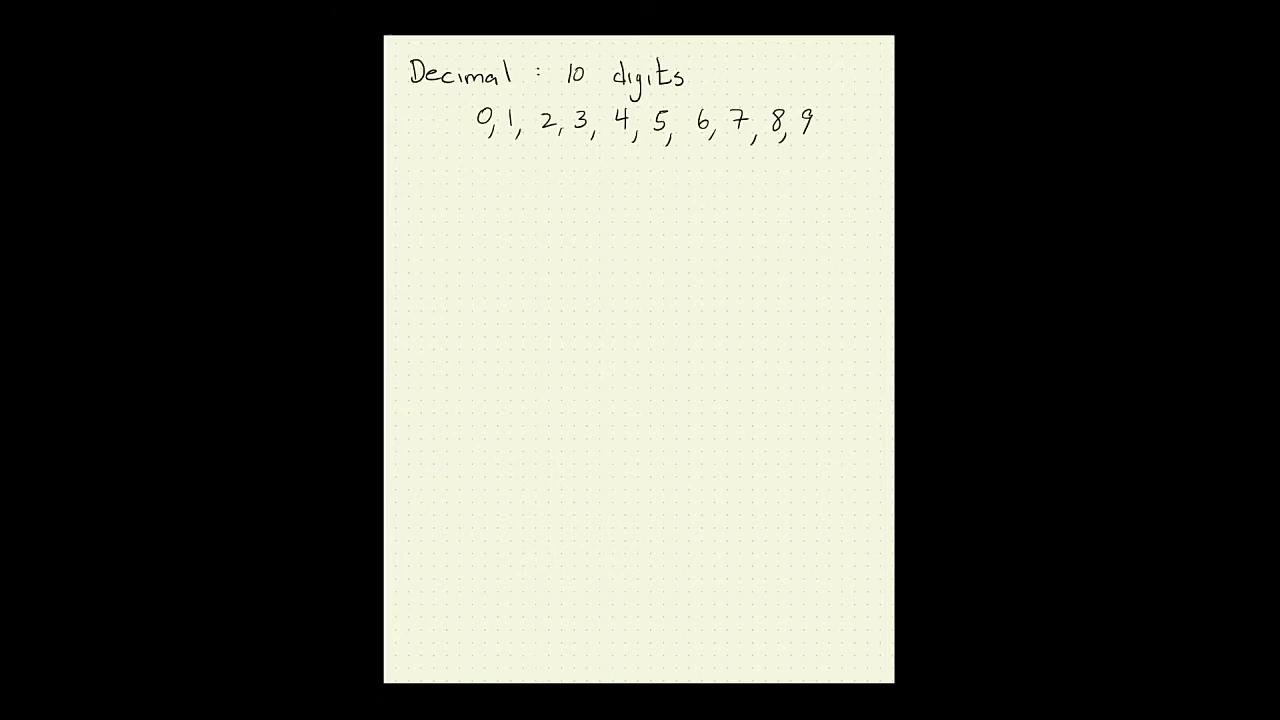 Decimal : 10 digits
0, 1, 2, 3, 4, 5, 6, 7, 8, 9